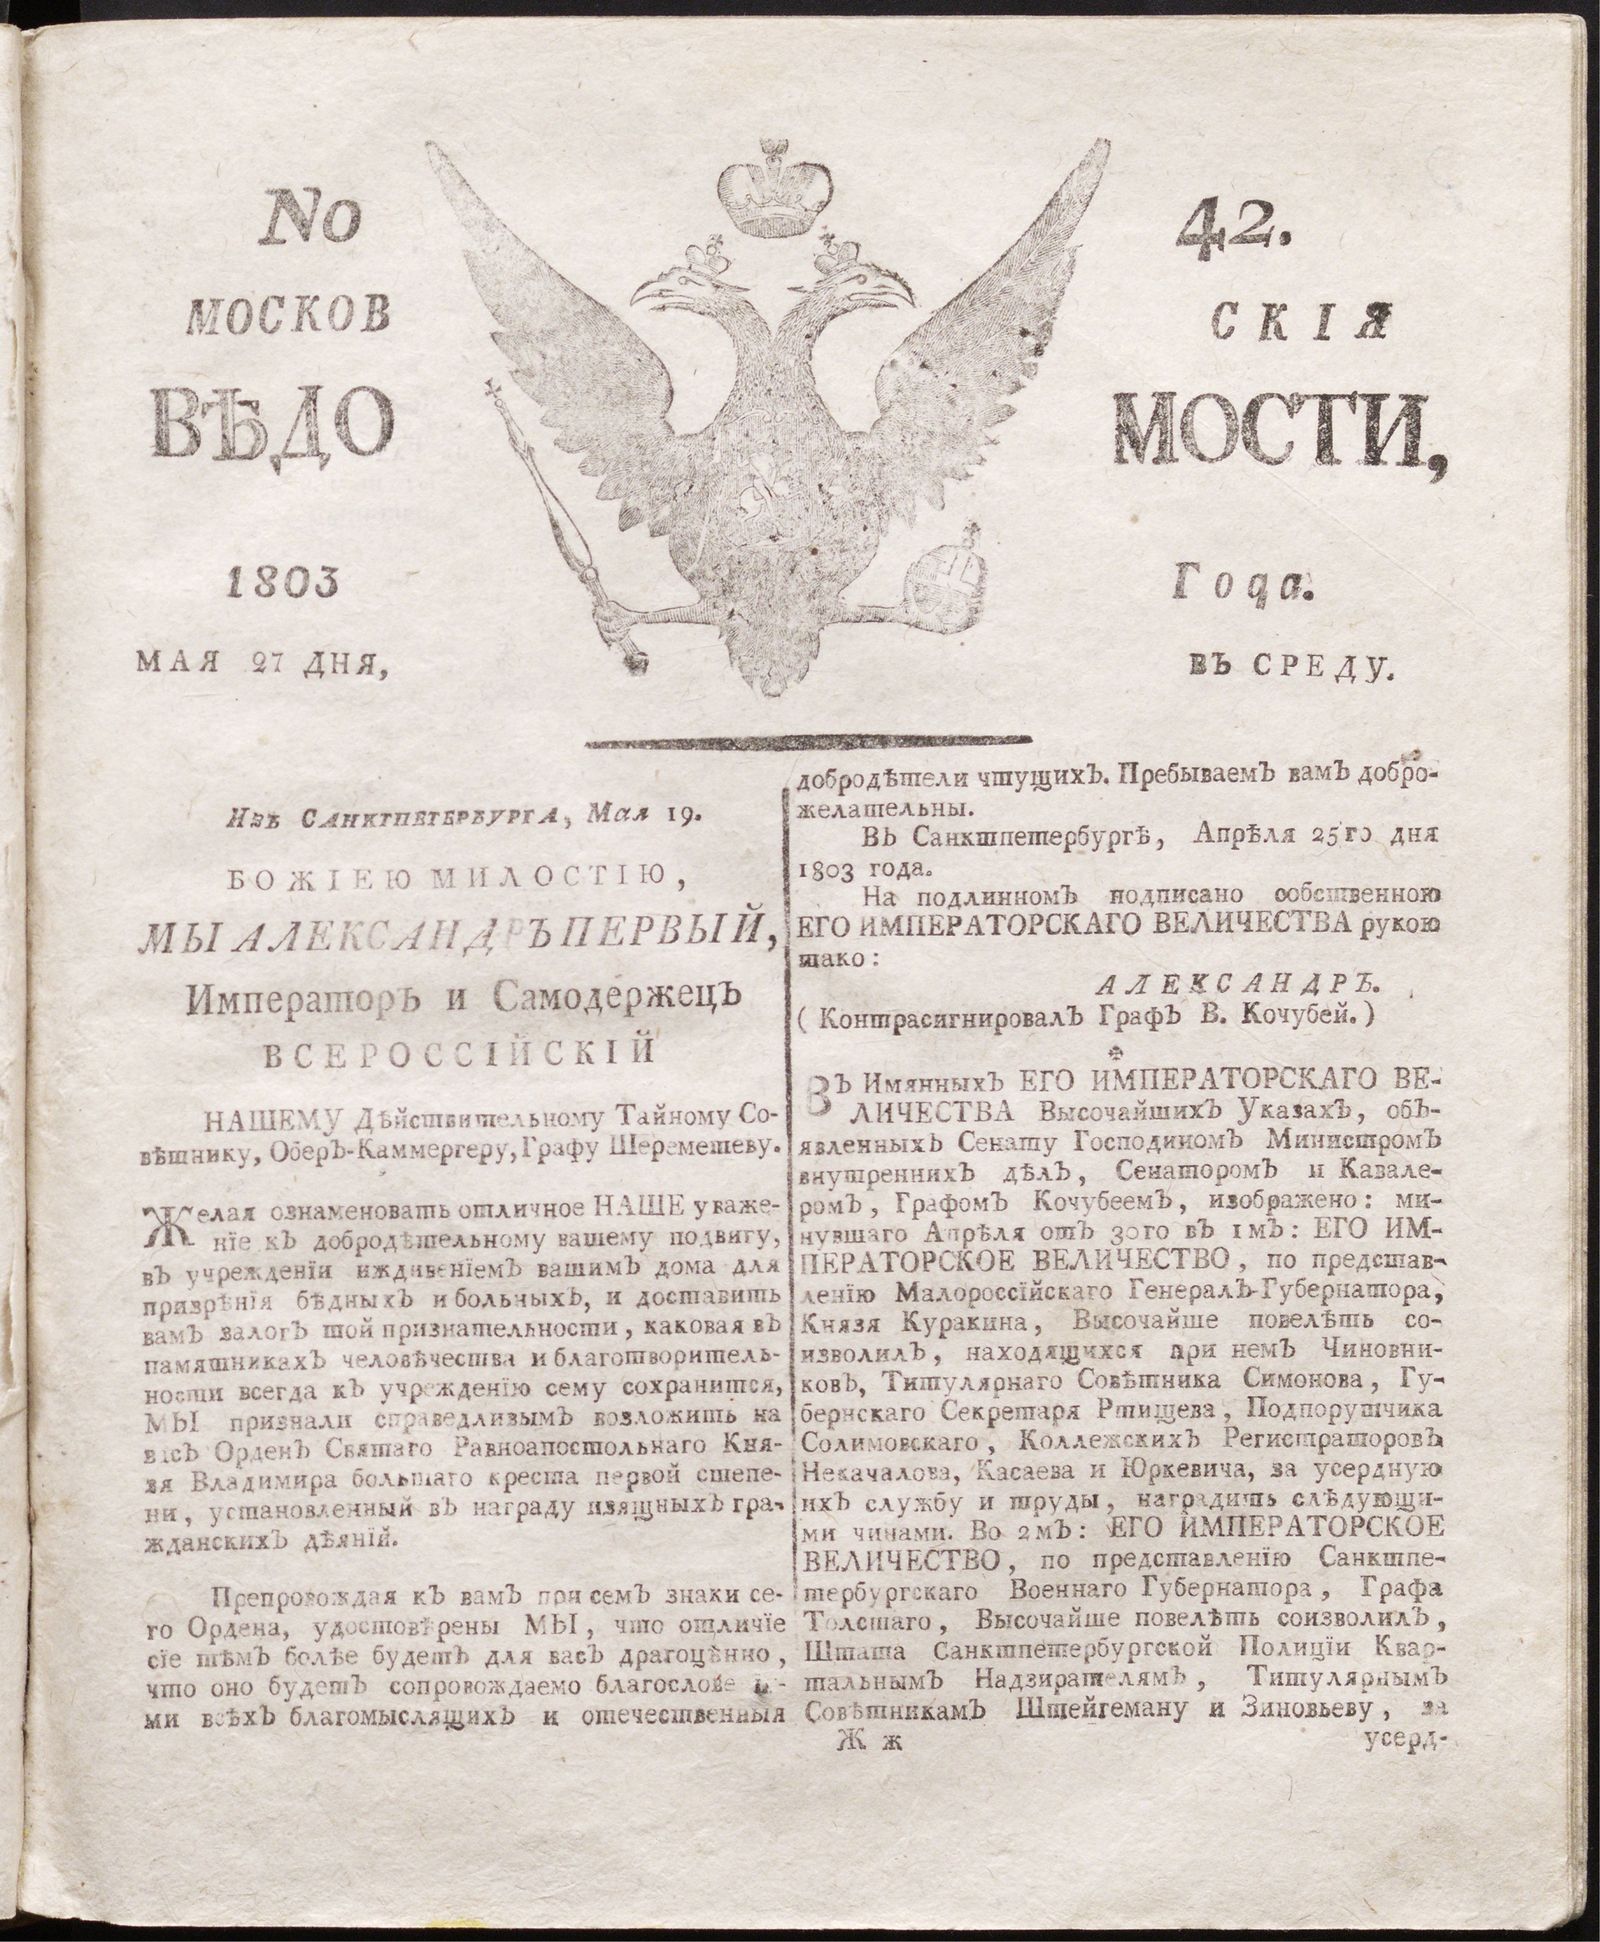 No 42.
МОСКОВ СКІЯ
ВѢДО МОСТИ,
1803 Года.
МАЯ 27 ДНЯ, ВЪ СРЕДУ.
Изъ Санктпетербурга, Мая 19.
БОЖІЕЮ МИЛОСТІЮ,
МЫ АЛЕКСАНДРЪ ПЕРВЫЙ,
Императоръ и Самодержецъ
ВСЕРОССІЙСКІЙ
НАШЕМУ Дѣйствительному Тайному Со-
вѣтнику, Оберъ-Каммергеру, Графу Шереметеву.
Желая ознаменовать отличное НАШЕ уваже-
ніе къ добродѣтельному вашему подвигу,
въ учрежденіи иждивеніемъ вашимъ дома для
призрѣнія бѣдныхъ и больныхъ, и доставить
вамъ залогъ той признательности, каковая въ
памятникахъ человѣчества и благотворитель-
ности всегда къ учрежденію сему сохранится,
МЫ признали справедливымъ возложить на
васъ Орденъ Святаго Равноапостольнаго Кня-
зя Владимира большаго креста первой степе-
ни, установленный въ награду изящныхъ гра-
жданскихъ дѣяній.
Препровождая къ вамъ при семъ знаки се-
го Ордена, удостовѣрены МЫ, что отличіе
сіе тѣмъ болѣе будетъ для васъ драгоцѣнно,
что оно будетъ сопровождаемо
ми всѣхъ благомыслящихъ и отечественныя
добродѣтели чтущихъ. Пребываемъ вамъ добро-
желательны.
Въ Санктпетербургѣ, Апрѣля 25го дня
1803 года.
На подлинномъ подписано собственною
ЕГО ИМПЕРАТОРСКАГО ВЕЛИЧЕСТВА рукою
тако:
АЛЕКСАНДРЪ.
(Контрасигнировалъ Графъ В. Кочубей.)
Въ Имянныхъ ЕГО ИМПЕРАТОРСКАГО ВЕ-
ЛИЧЕСТВА Высочайшихъ Указахъ, объ-
явленныхъ Сенату Господиномъ Министромъ
внутреннихъ дѣлъ, Сенаторомъ и Кавале-
ромъ, Графомъ Кочубеемъ, изображено: ми-
нувшаго Апрѣля отъ 30го въ 1мъ: ЕГО ИМ-
ПЕРАТОРСКОЕ ВЕЛИЧЕСТВО, по представ-
ленію Малороссійскаго Генералъ-Губернатора,
Князя Куракина, Высочайше повелѣть со-
изволилъ, находящихся при немъ Чиновни-
ковъ, Титулярнаго Совѣтника Симонова, Гу-
бернскаго Секретаря Ртищева, Подпорутчика
Солимовскаго, Коллежскихъ Регистраторовъ
Некачалова, Касаева и Юркевича, за усердную
ихъ службу и труды, наградить слѣдующи-
ми чинами. Во 2мъ: ЕГО ИМПЕРАТОРСКОЕ
ВЕЛИЧЕСТВО, по представленію Санктпе-
тербургскаго Военнаго Губернатора, Графа
Толстаго, Высочайше повелѣть соизволилъ,
Штата Санктпетербургской Полиціи Квар-
тальнымъ Надзирателямъ, Титулярнымъ
Совѣтникамъ Штейгеману и Зиновьеву, за
Ж ж усерд-